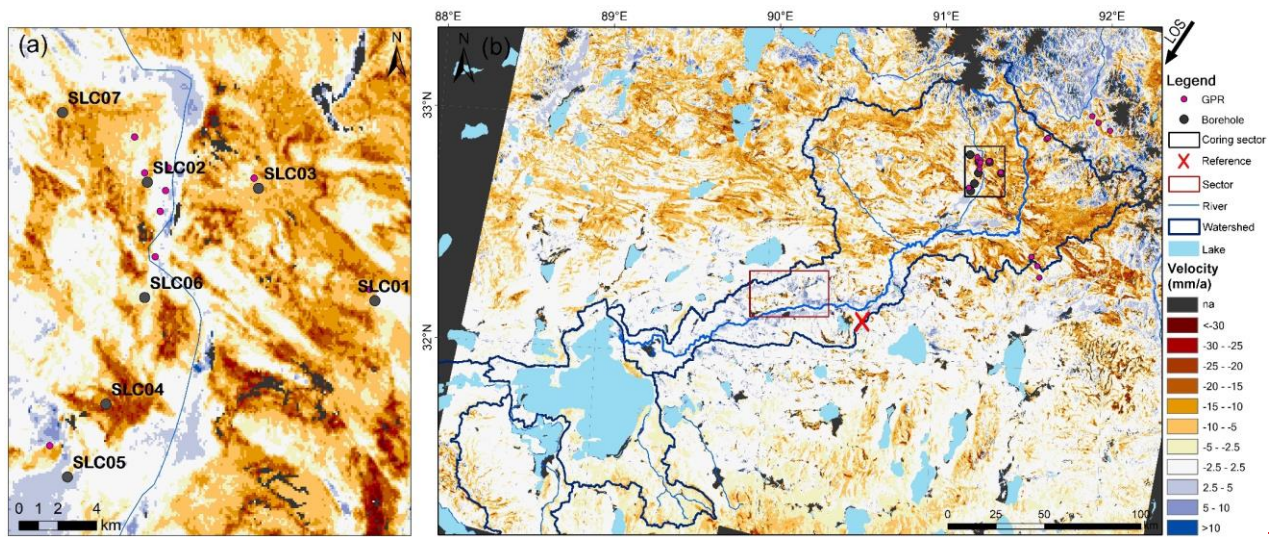 (a)
N
SLC07
SLC02
SLC03
SLC06
SLC01
SLC04
SLC05
0 1 2 4
km
88°E 89°E 90°E 91°E 92°E
(b)
N
33°N
32°N
0 25 50 100
km
LOS
Legend
GPR
Borehole
Coring sector
Reference
Sector
River
Watershed
Lake
Velocity
(mm/a)
na
<-30
-30 - -25
-25 - -20
-20 - -15
-15 - -10
-10 - -5
-5 - -2.5
-2.5 - 2.5
2.5 - 5
5 - 10
>10